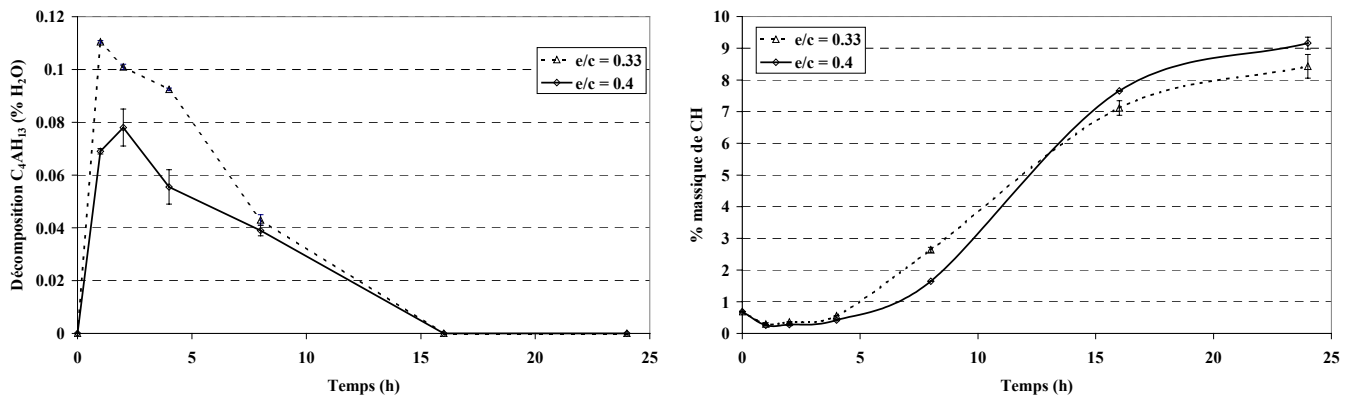 Décomposition C4AH13 (% H2O)
0.12
0.1
0.08
0.06
0.04
0.02
0
0 5 10 15 20 25
Temps (h)
e/c = 0.33
e/c = 0.4
% massique de CH
10
9
8
7
6
5
4
3
2
1
0
0 5 10 15 20 25
Temps (h)
e/c = 0.33
e/c = 0.4